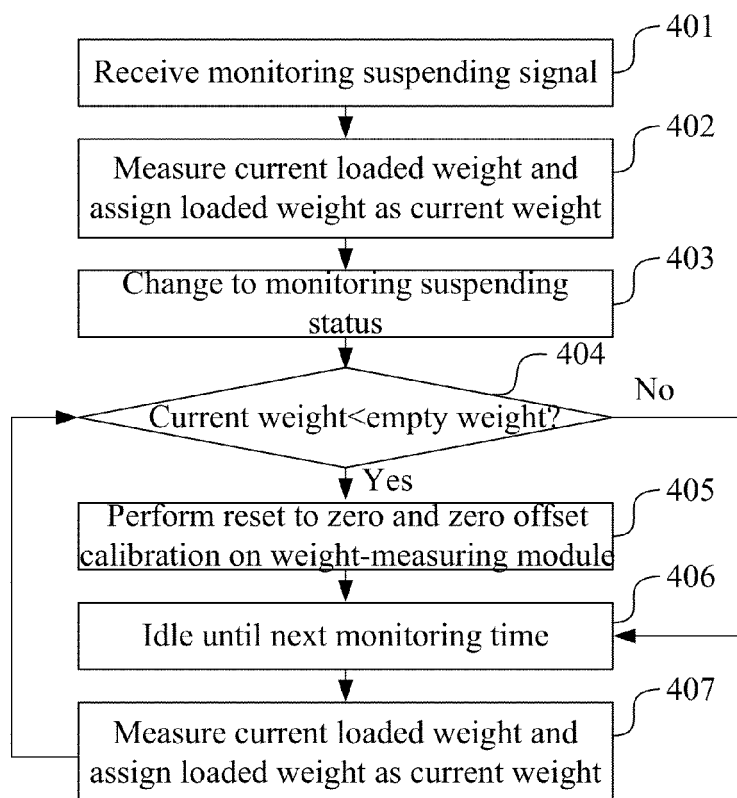 401
Receive monitoring suspending signal
402
Measure current loaded weight and
assign loaded weight as current weight
403
Change to monitoring suspending
status
404
No
Current weight<empty weight?
Yes
405
Perform reset to zero and zero offset
calibration on weight-measuring module
406
Idle until next monitoring time
407
Measure current loaded weight and
assign loaded weight as current weight